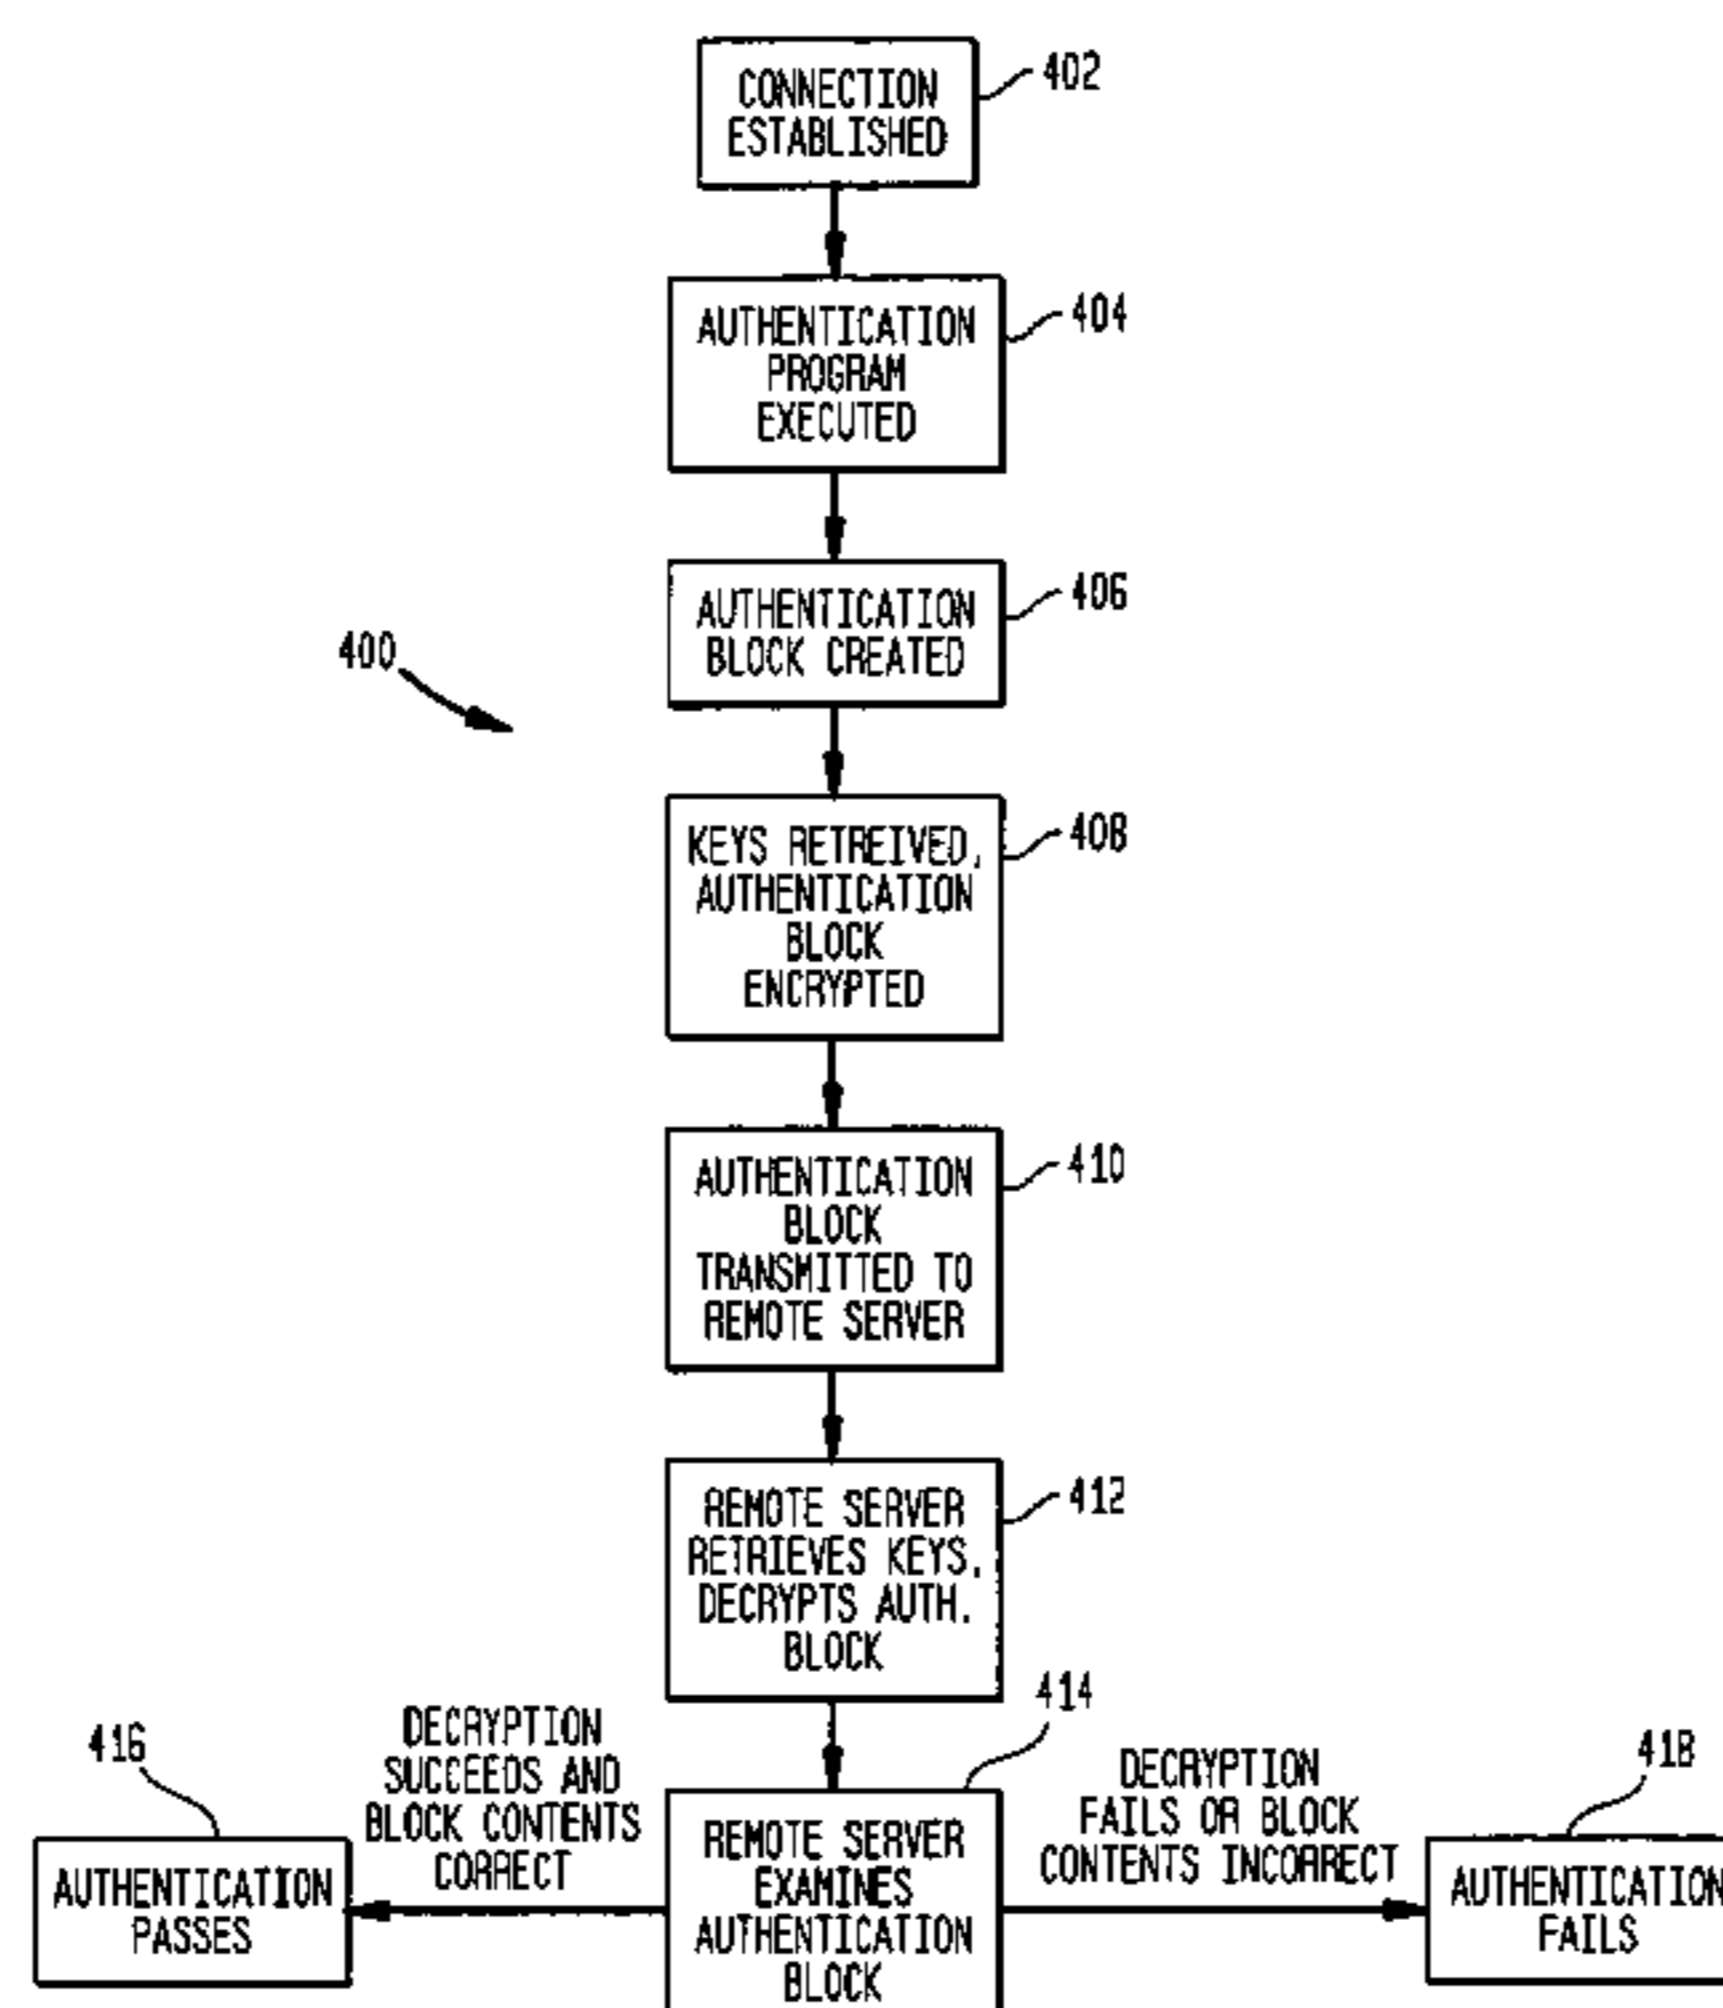 CONNECTION
ESTABLISHED
402
AUTHENTICATION
PROGRAM
EXECUTED
404
AUTHENTICATION
BLOCK CREATED
406
400
KEYS RETREIVED,
AUTHENTICATION
BLOCK
ENCRYPTED
408
AUTHENTICATION
BLOCK
TRANSMITTED TO
REMOTE SERVER
410
REMOTE SERVER
RETRIEVES KEYS,
DECRYPTS AUTH.
BLOCK
412
414
416
DECRYPTION
SUCCEEDS AND
BLOCK CONTENTS
CORRECT
DECRYPTION
FAILS OR BLOCK
CONTENTS INCORRECT
418
AUTHENTICATION
PASSES
REMOTE SERVER
EXAMINES
AUTHENTICATION
BLOCK
AUTHENTICATION
FAILS